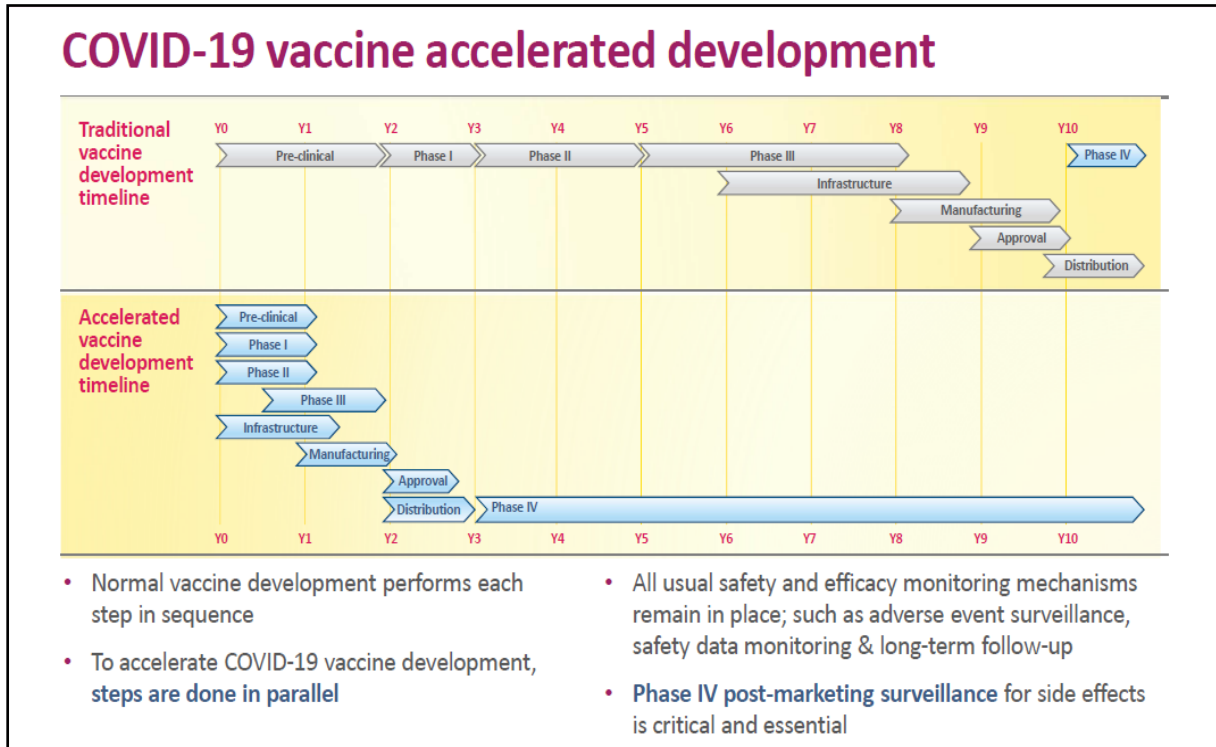 COVID-19 vaccine accelerated development
Traditional
vaccine
development
timeline
Y0 Y1 Y2 Y3 Y4 Y5 Y6 Y7 Y8 Y9 Y10
Pre-clinical Phase I Phase II Phase III Phase IV
Infrastructure
Manufacturing
Approval
Distribution
Accelerated
vaccine
development
timeline
Pre-clinical
Phase I
Phase II
Phase III
Infrastructure
Manufacturing
Approval
Distribution Phase IV
Y0 Y1 Y2 Y3 Y4 Y5 Y6 Y7 Y8 Y9 Y10
• Normal vaccine development performs each
step in sequence
• To accelerate COVID-19 vaccine development,
steps are done in parallel
• All usual safety and efficacy monitoring mechanisms
remain in place; such as adverse event surveillance,
safety data monitoring & long-term follow-up
• Phase IV post-marketing surveillance for side effects
is critical and essential